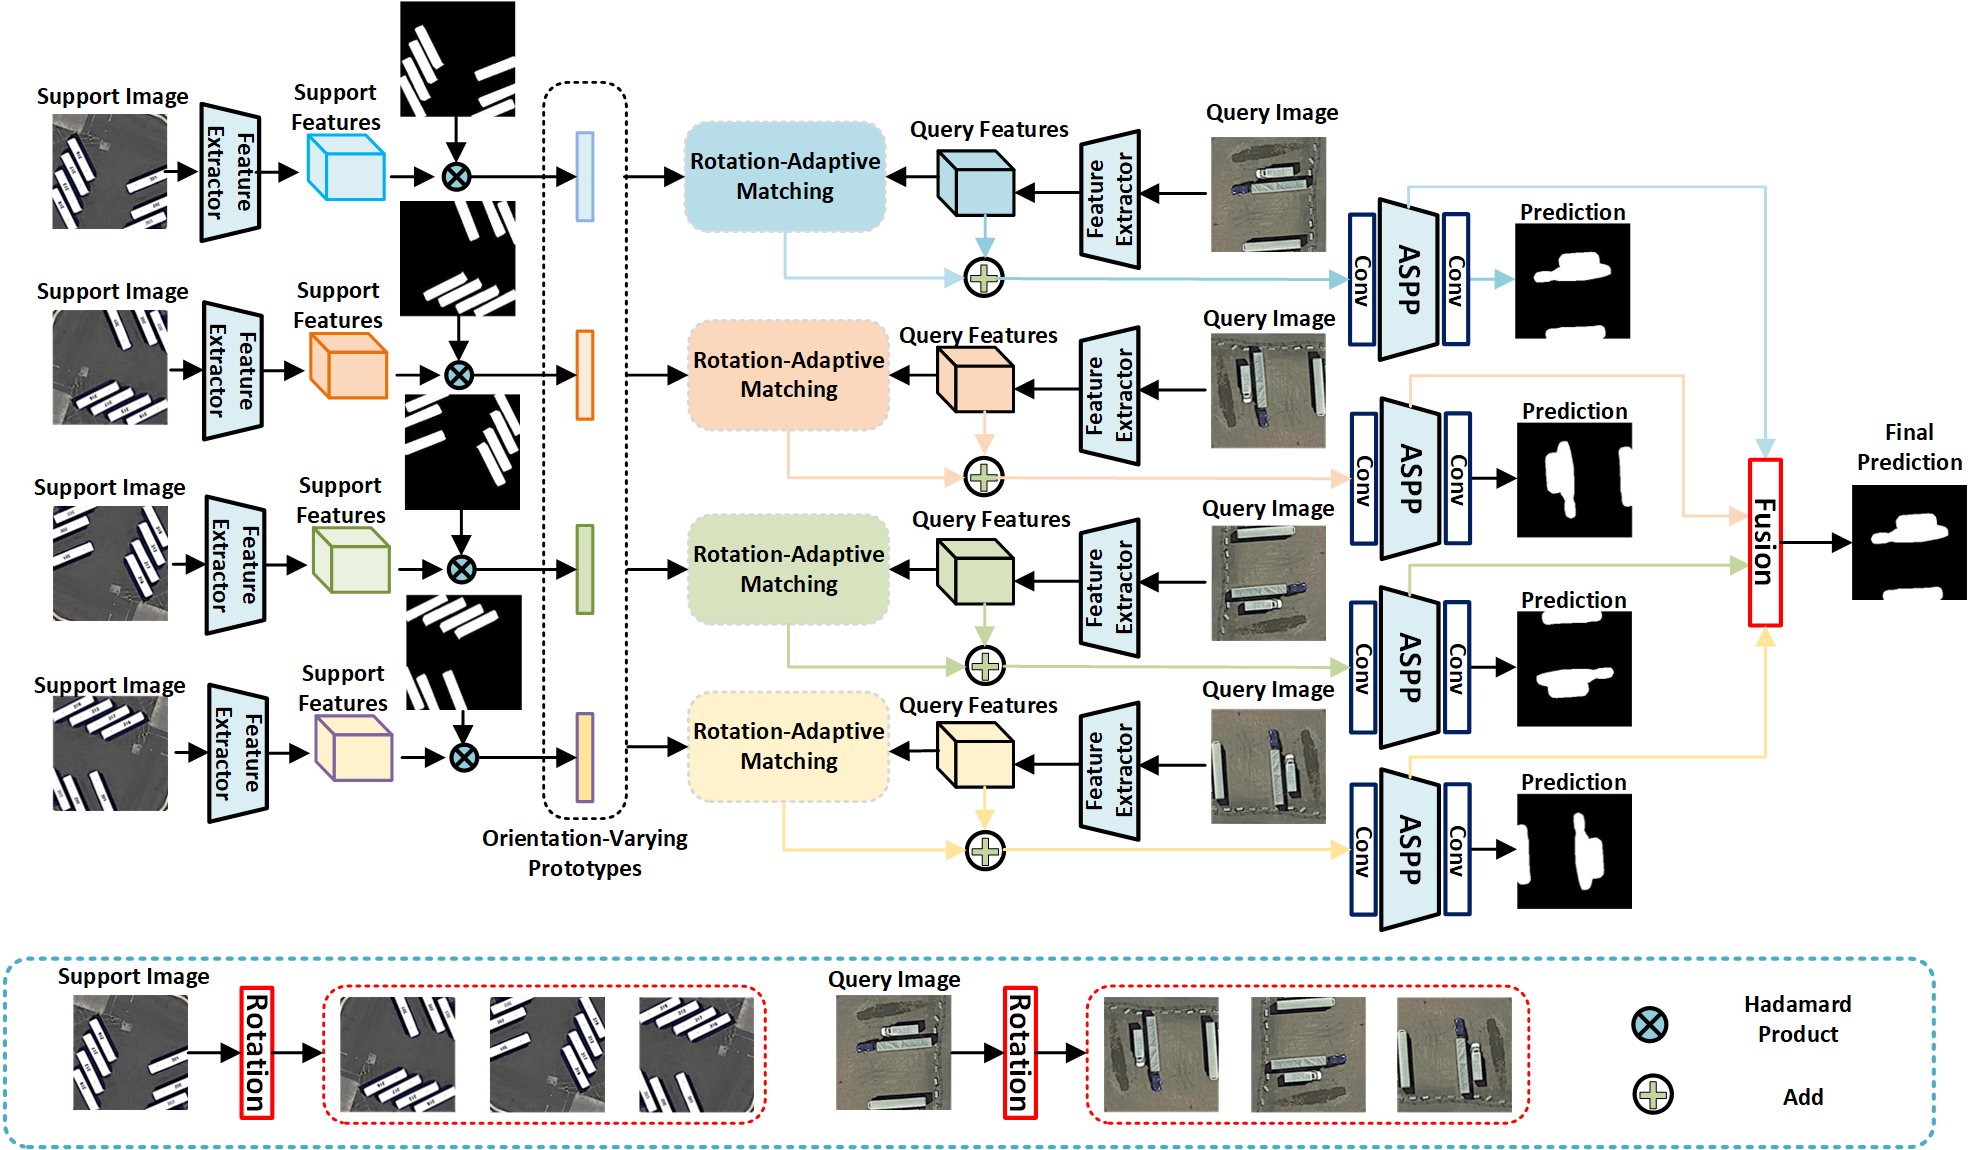 Support Image
Feature
Extractor
Support
Features
Rotation-Adaptive
Matching
Query Features
Feature
Extractor
Query Image
Conv
ASPP
Conv
Prediction
Support Image
Feature
Extractor
Support
Features
Rotation-Adaptive
Matching
Query Features
Feature
Extractor
Query Image
Conv
ASPP
Conv
Prediction
Support Image
Feature
Extractor
Support
Features
Rotation-Adaptive
Matching
Query Features
Feature
Extractor
Query Image
Conv
ASPP
Conv
Prediction
Support Image
Feature
Extractor
Support
Features
Rotation-Adaptive
Matching
Query Features
Feature
Extractor
Query Image
Conv
ASPP
Conv
Prediction
Orientation-Varying
Prototypes
Fusion
Final
Prediction
Support Image
Rotation
Query Image
Rotation
Hadamard
Product
Add